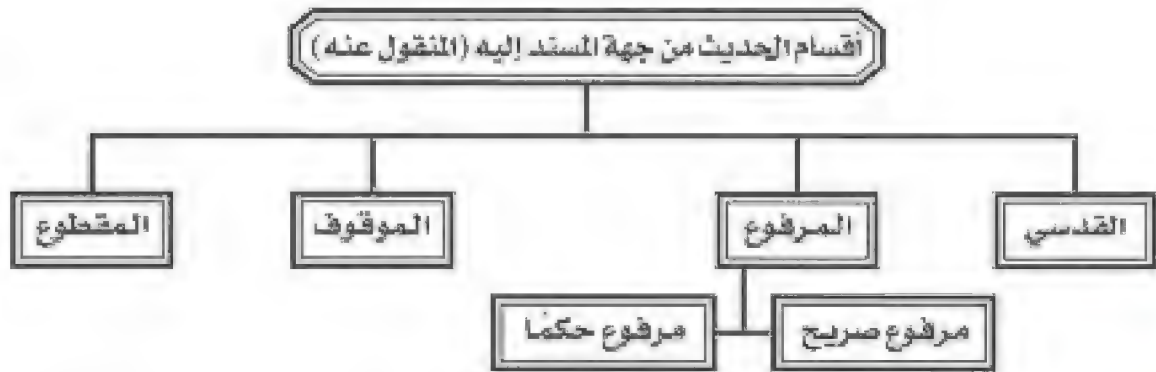 أقسام الحديث من جهة المسند إليه (المنقول عنه)
القدسي
المرفوع
الموقوف
المقطوع
مرفوع صريح
مرفوع حكمًا